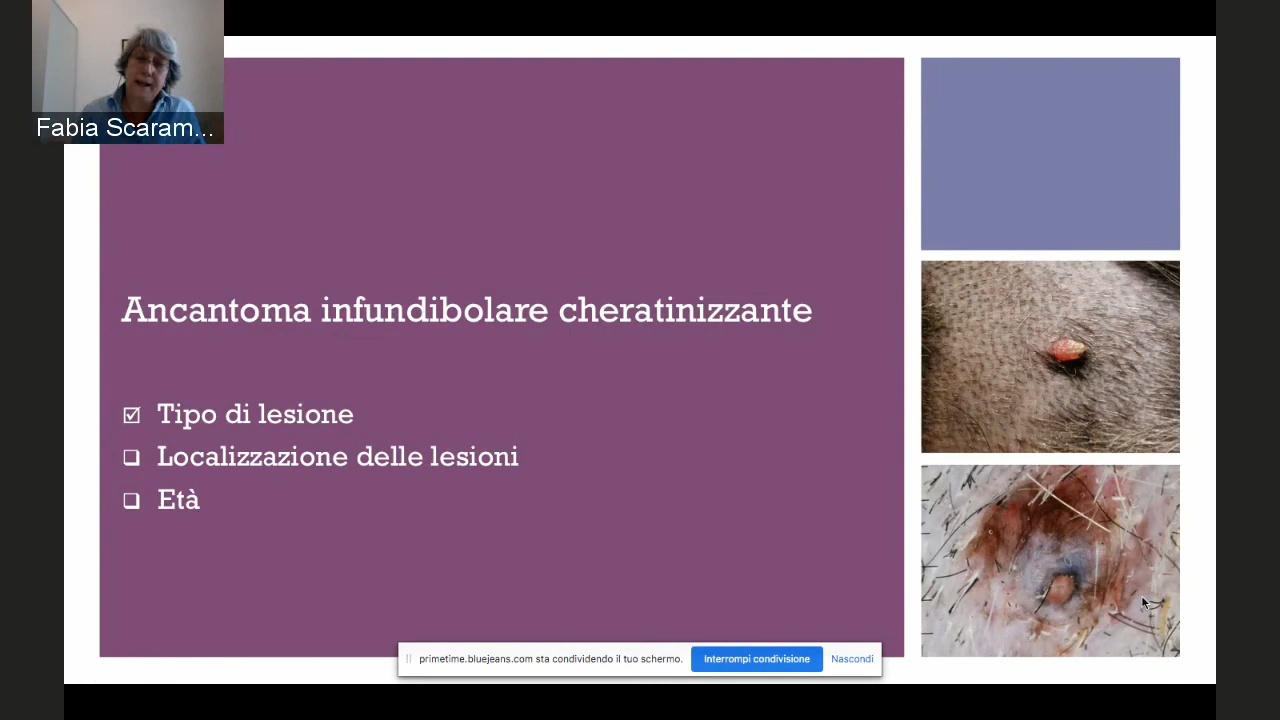 Fabia Scaram...
Ancantoma infundibolare cheratinizzante
Tipo di lesione
Localizzazione delle lesioni
Età
primetime.bluejeans.com sta condividendo il tuo schermo. Interrompi condivisione Nascondi